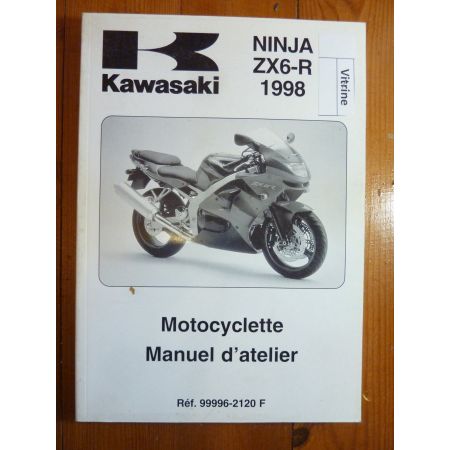 Kawasaki
NINJA
ZX6-R
1998
Vitrine
Motocyclette
Manuel d'atelier
Réf. 99996-2120 F